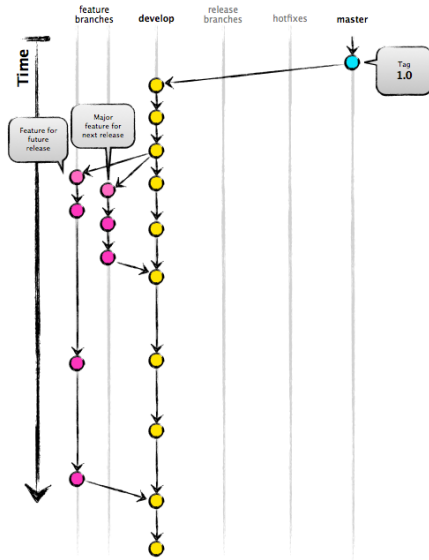 feature
branches
develop
release
branches
hotfixes
master
Time
Tag
1.0
Major
feature for
next release
Feature for
future
release